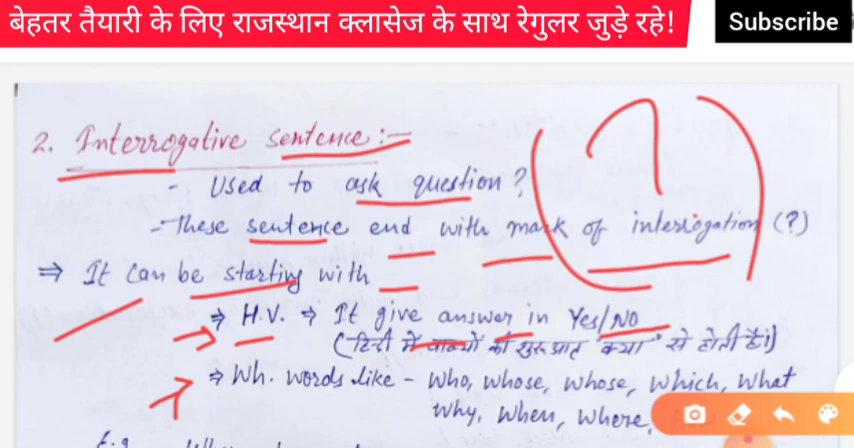 बेहतर तैयारी के लिए राजस्थान क्लासेज के साथ रेगुलर जुड़े रहे!
Subscribe
2. Interrogative sentence :-
- Used to ask question ?
- These sentence end with mark of interiogation (?)
⇒ It can be starting with
⇒ H.V. ⇒ It give answer in Yes/NO
(हिन्दी में वाक्यों की शुरूआत "क्या" से होती है।)
⇒ Wh. words like - Who, whose, whose, which, what
Why, When, Where,
E.g